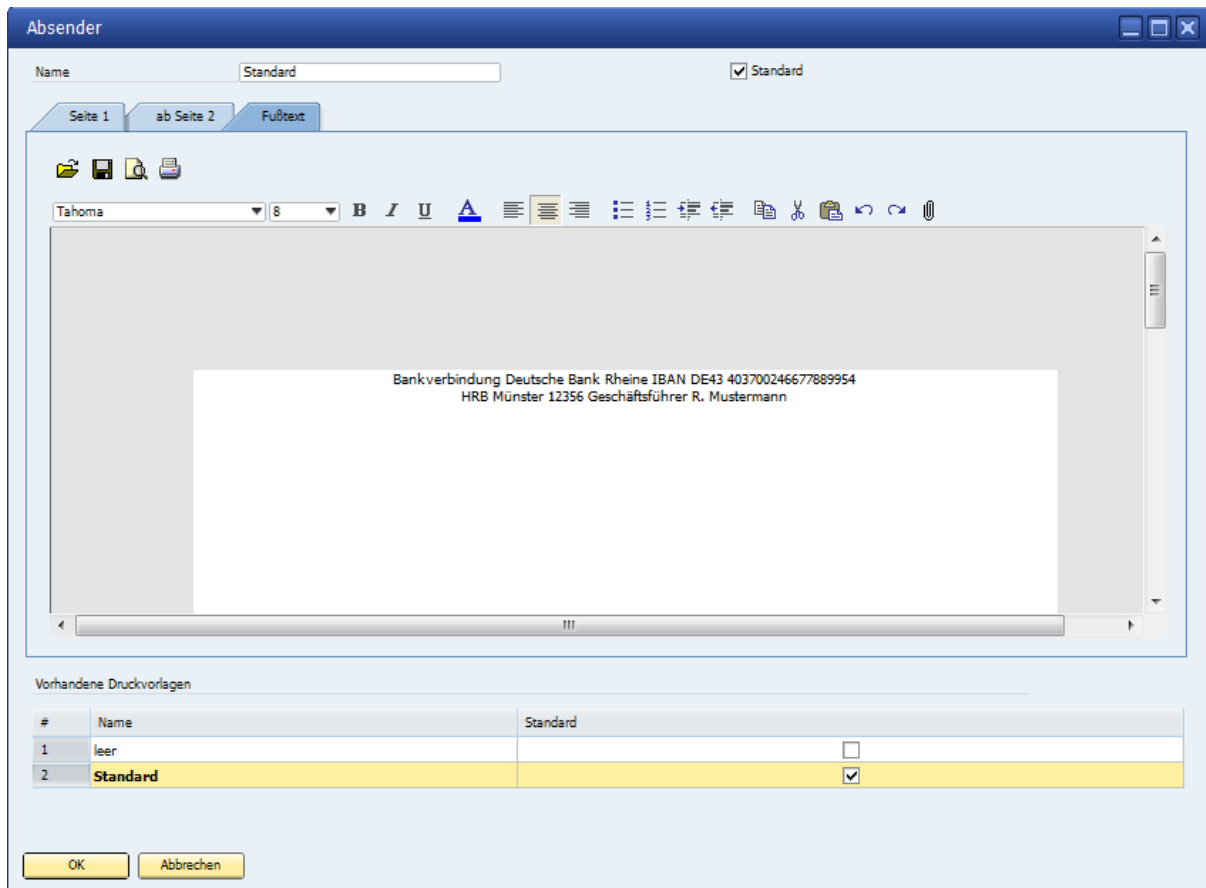 Absender
Name Standard Standard
Seite 1 ab Seite 2 Fußtext
Tahoma 8 B I U A
Bankverbindung Deutsche Bank Rheine IBAN DE43 403700246677889954
HRB Münster 12356 Geschäftsführer R. Mustermann
Vorhandene Druckvorlagen
# Name Standard
1 leer
2 Standard
OK Abbrechen